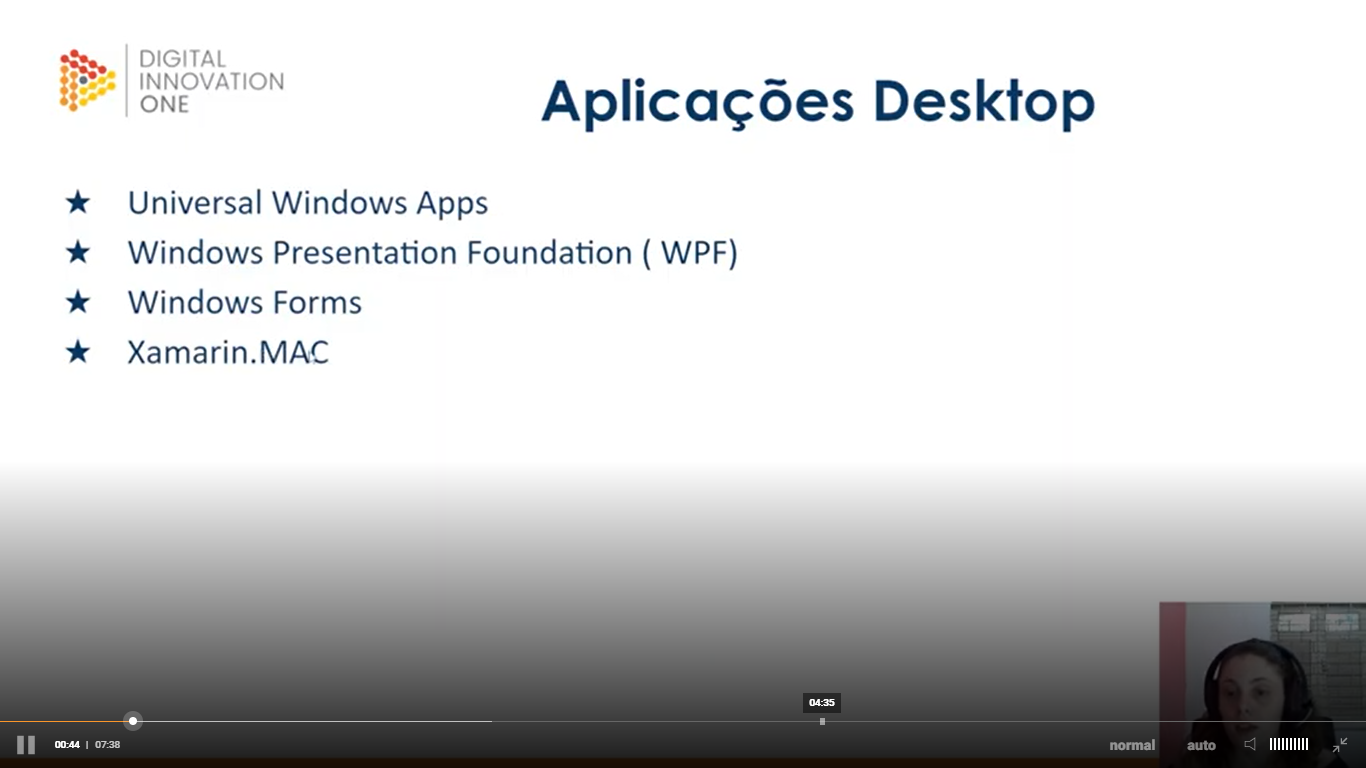 DIGITAL
INNOVATION
ONE
Aplicações Desktop
★ Universal Windows Apps
★ Windows Presentation Foundation ( WPF)
★ Windows Forms
★ Xamarin.MAC
04:35
00:44 | 07:38
normal
auto